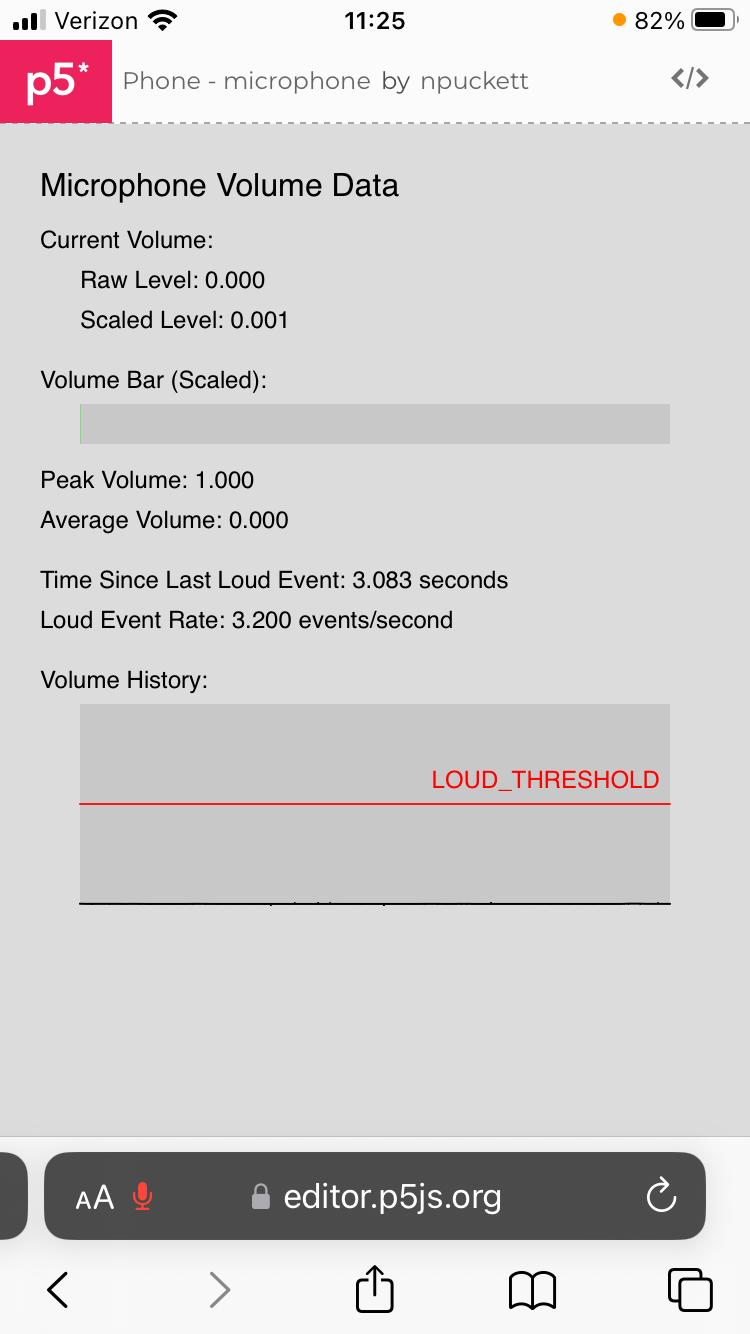 Verizon 11:25 82%
p5* Phone - microphone by npuckett </>
Microphone Volume Data
Current Volume:
Raw Level: 0.000
Scaled Level: 0.001
Volume Bar (Scaled):
Peak Volume: 1.000
Average Volume: 0.000
Time Since Last Loud Event: 3.083 seconds
Loud Event Rate: 3.200 events/second
Volume History:
LOUD_THRESHOLD
AA editor.p5js.org